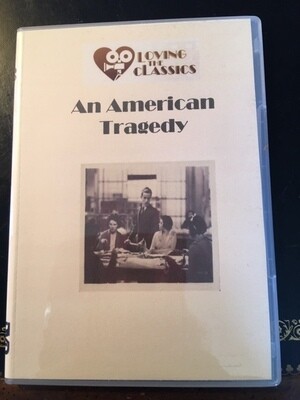 LOVING
THE
CLASSICS
An American
Tragedy